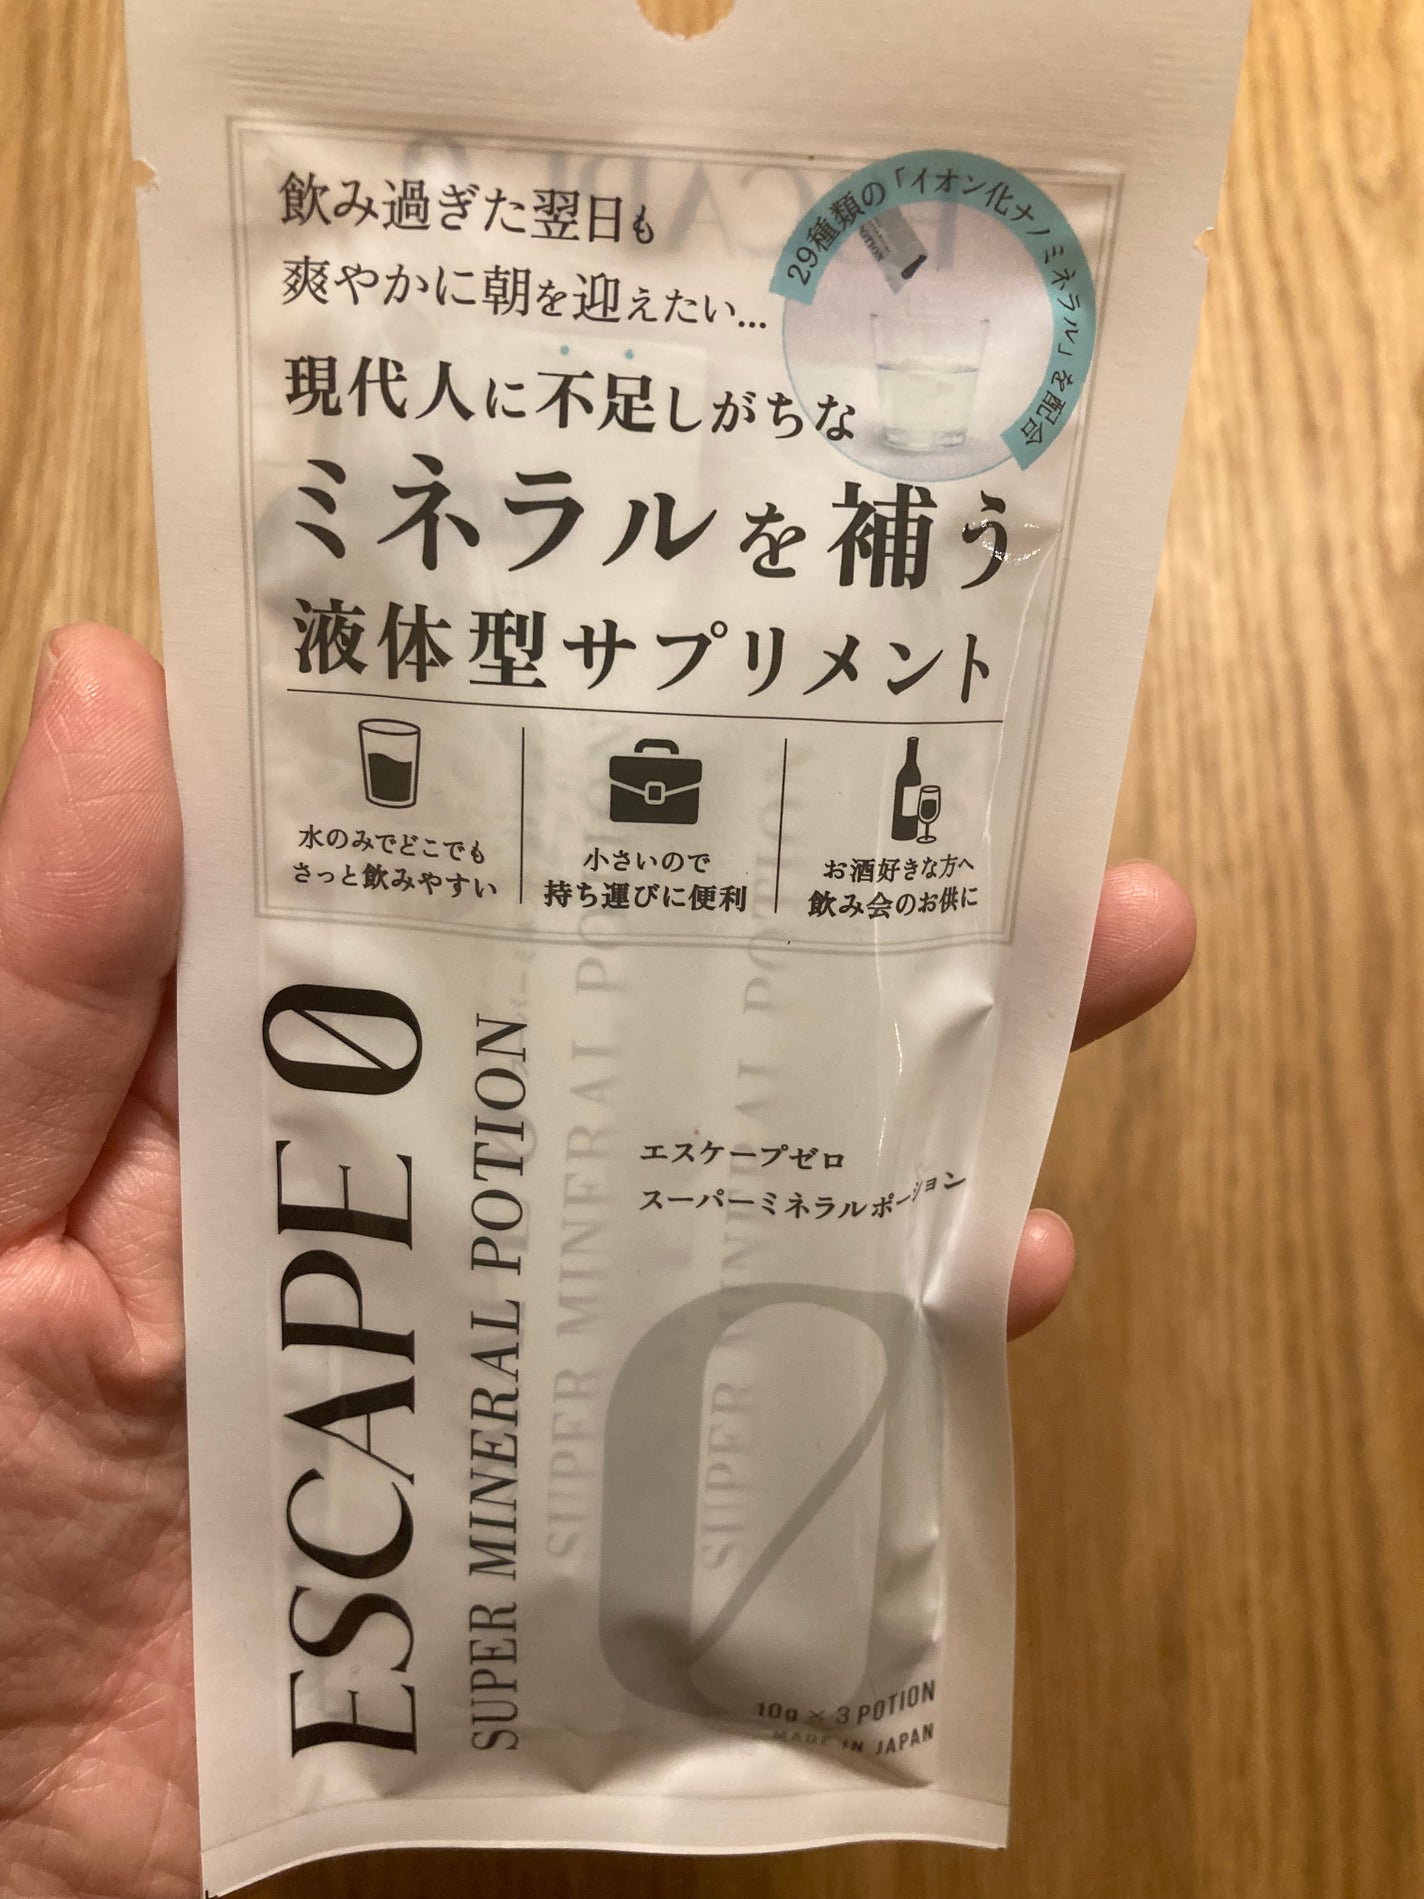 飲み過ぎた翌日も
爽やかに朝を迎えたい...
現代人に不足しがちな
ミネラルを補う
液体型サプリメント
29種類の「イオン化ナノミネラル」を配合
水のみでどこでも
さっと飲みやすい
小さいので
持ち運びに便利
お酒好きな方へ
飲み会のお供に
ESCAPE 0
SUPER MINERAL POTION
エスケープゼロ
スーパーミネラルポーション
SUPER MINERAL POTION
SUPER MINERAL POTION
0
10g × 3 POTION
MADE IN JAPAN